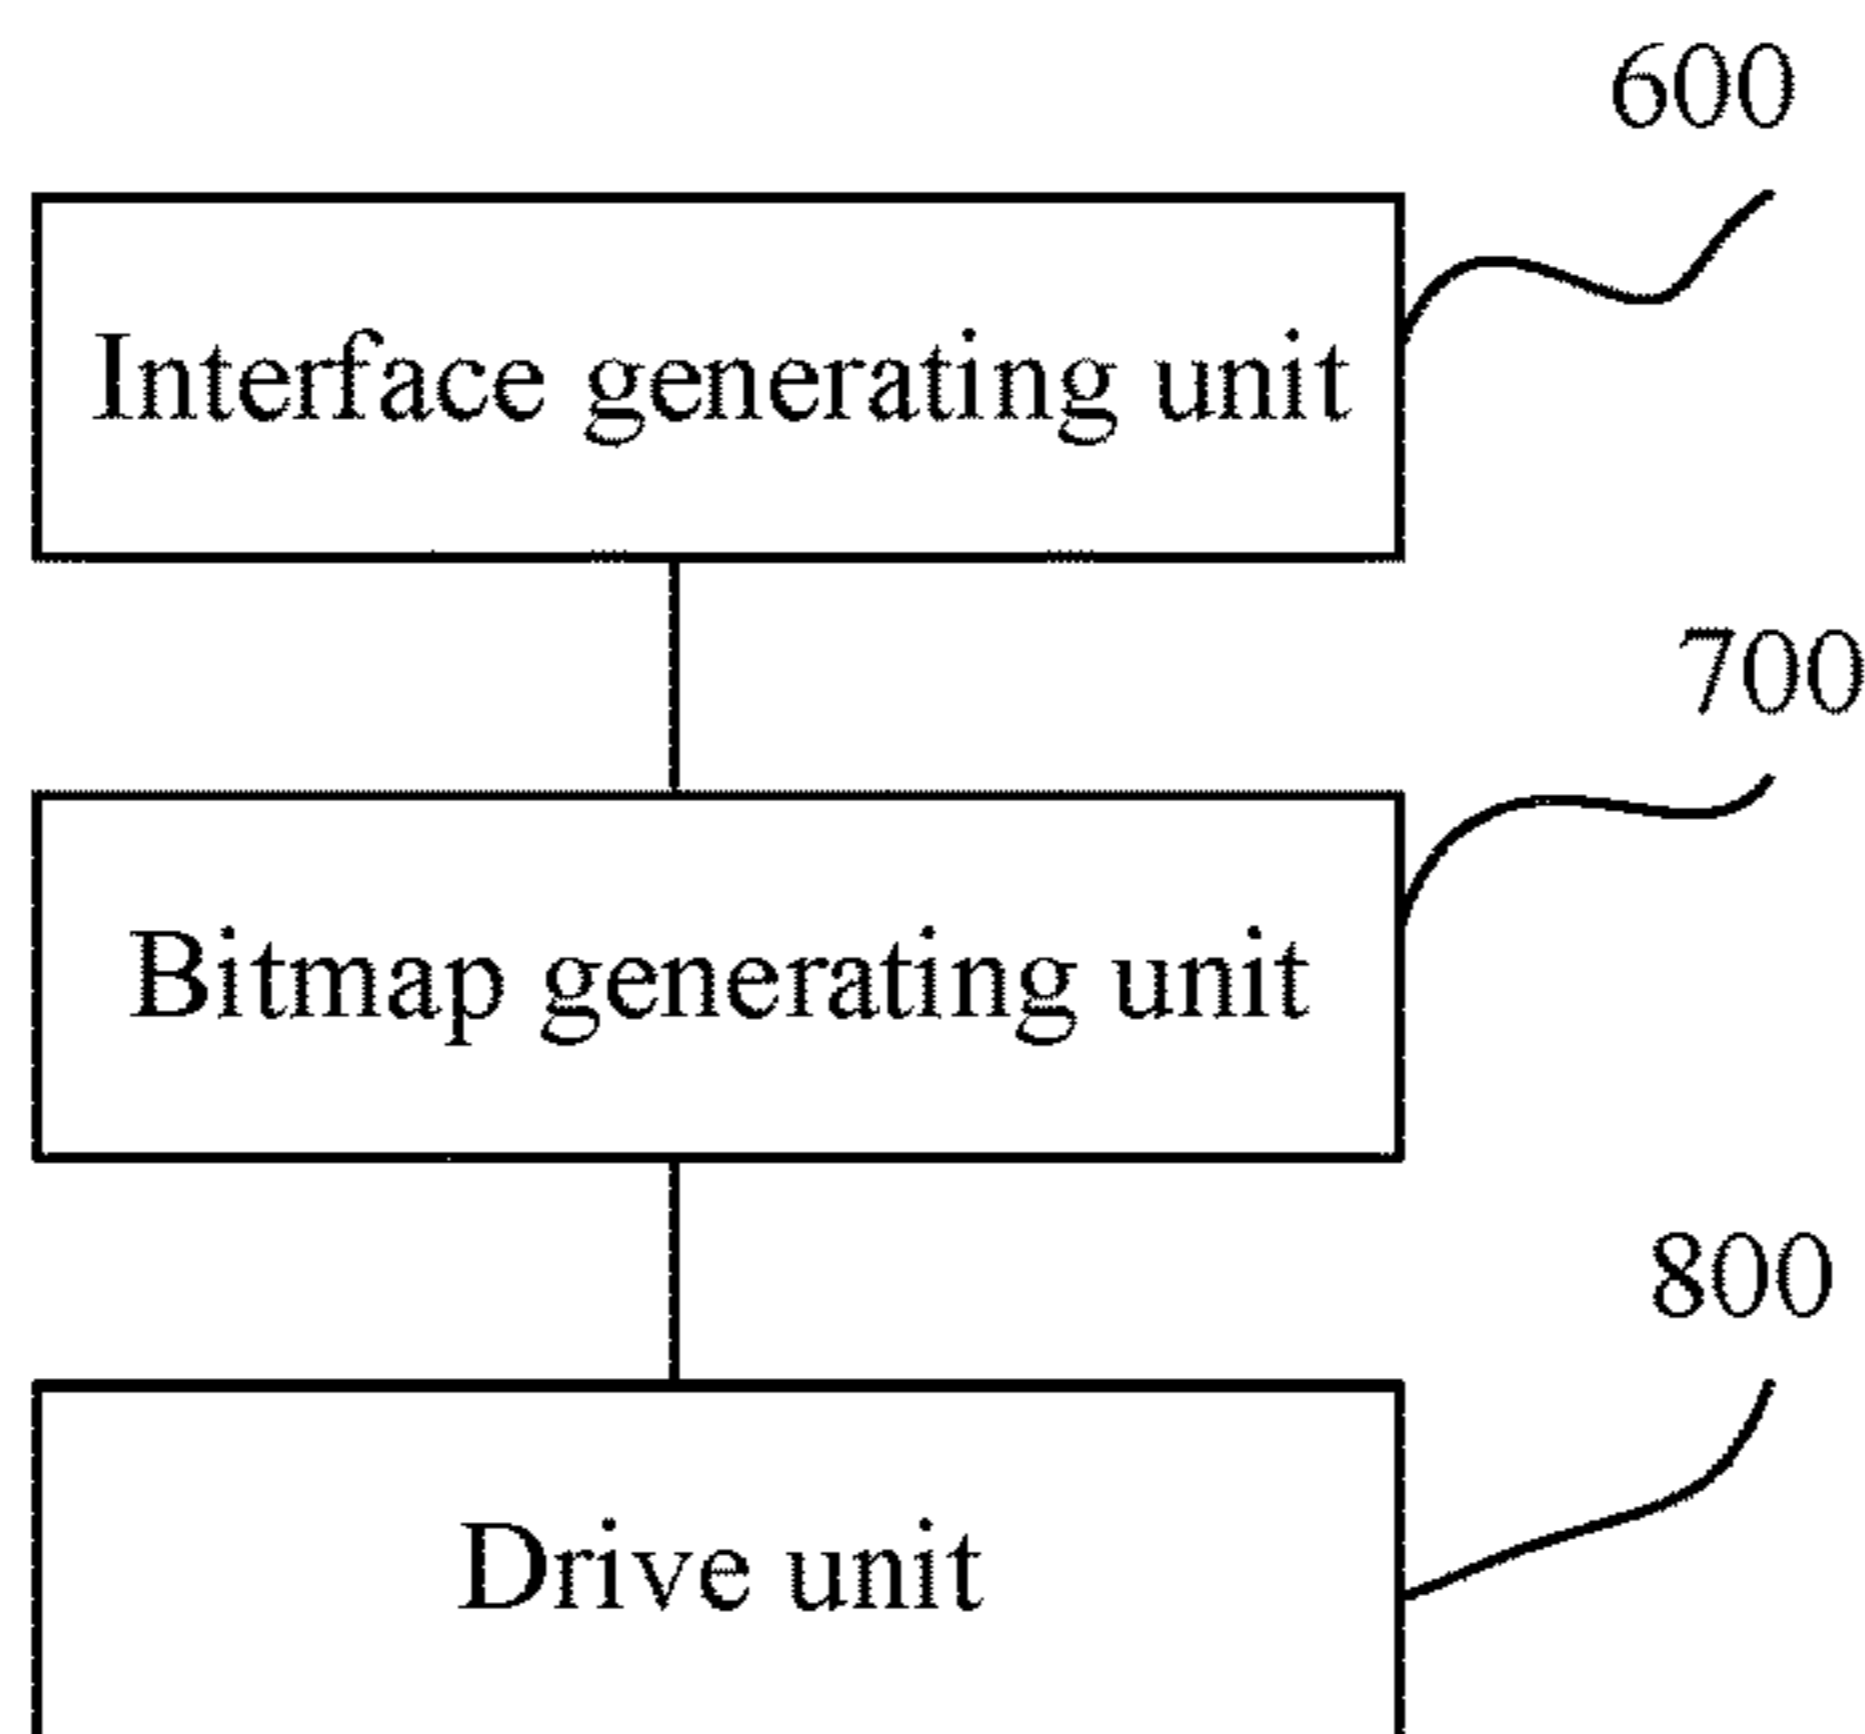 600
Interface generating unit
700
Bitmap generating unit
800
Drive unit